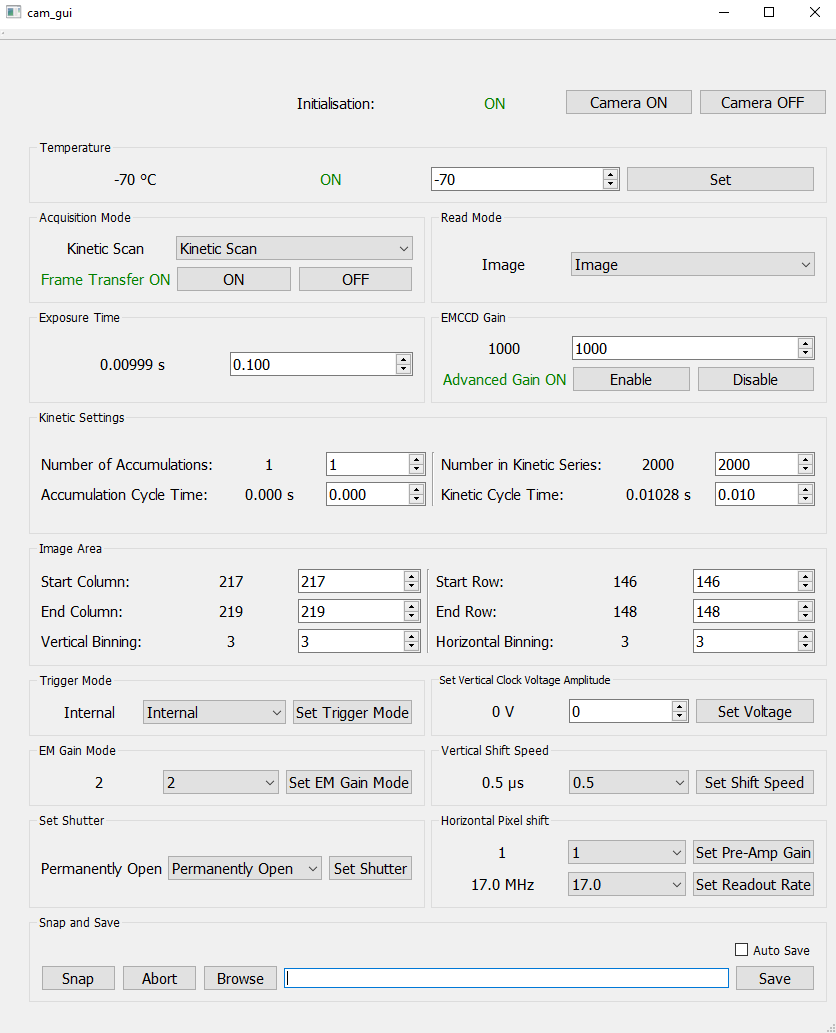 cam_gui
Initialisation: ON Camera ON Camera OFF
Temperature
-70 °C ON -70 Set
Acquisition Mode Read Mode
Kinetic Scan Kinetic Scan
Image Image
Frame Transfer ON ON OFF
Exposure Time EMCCD Gain
1000 1000
0.00999 s 0.100
Advanced Gain ON Enable Disable
Kinetic Settings
Number of Accumulations: 1 1 Number in Kinetic Series: 2000 2000
Accumulation Cycle Time: 0.000 s 0.000 Kinetic Cycle Time: 0.01028 s 0.010
Image Area
Start Column: 217 217 Start Row: 146 146
End Column: 219 219 End Row: 148 148
Vertical Binning: 3 3 Horizontal Binning: 3 3
Trigger Mode Set Vertical Clock Voltage Amplitude
Internal Internal Set Trigger Mode 0 V 0 Set Voltage
EM Gain Mode Vertical Shift Speed
2 2 Set EM Gain Mode 0.5 µs 0.5 Set Shift Speed
Set Shutter Horizontal Pixel shift
1 1 Set Pre-Amp Gain
Permanently Open Permanently Open Set Shutter
17.0 MHz 17.0 Set Readout Rate
Snap and Save
Auto Save
Snap Abort Browse Save